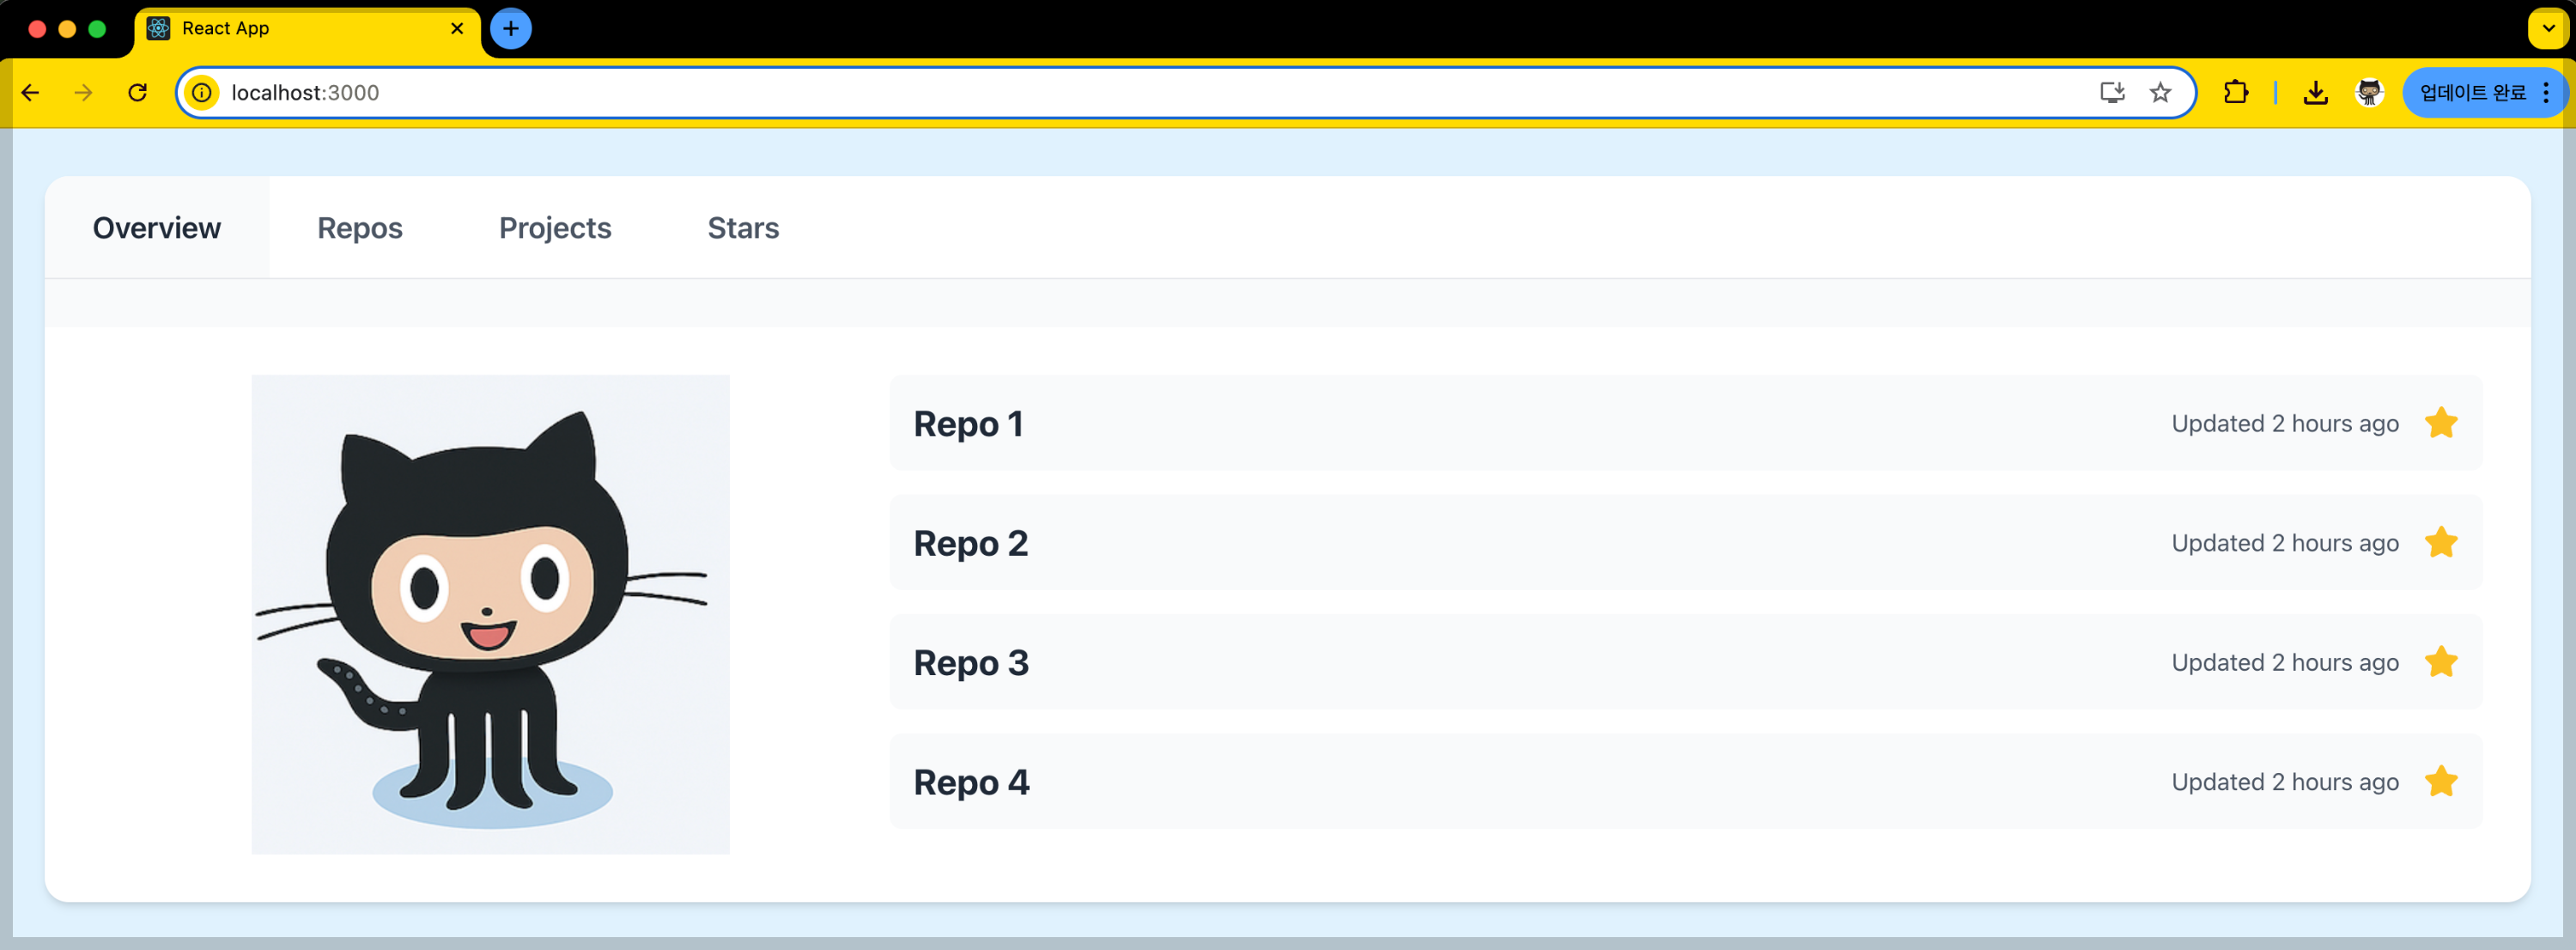 React App
localhost:3000
업데이트 완료
Overview Repos Projects Stars
Repo 1 Updated 2 hours ago
Repo 2 Updated 2 hours ago
Repo 3 Updated 2 hours ago
Repo 4 Updated 2 hours ago